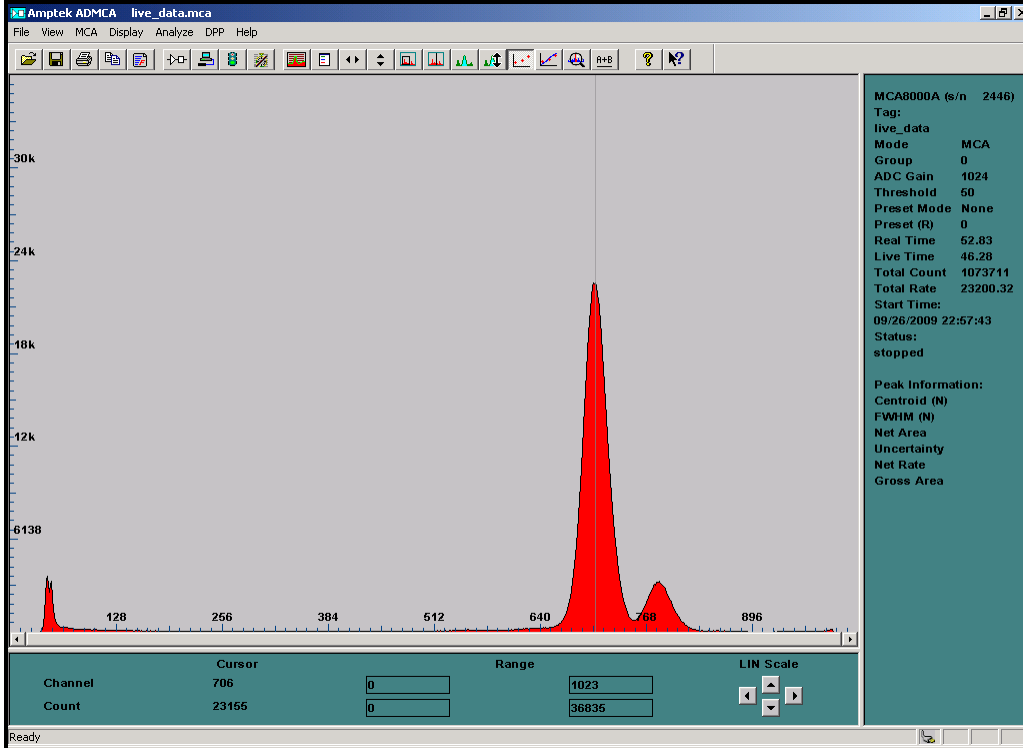 Amptek ADMCA live_data.mca
File View MCA Display Analyze DPP Help
A+B
30k
24k
18k
12k
6138
128 256 384 512 640 768 896
MCA8000A (s/n 2446)
Tag:
live_data
Mode MCA
Group 0
ADC Gain 1024
Threshold 50
Preset Mode None
Preset (R) 0
Real Time 52.83
Live Time 46.28
Total Count 1073711
Total Rate 23200.32
Start Time:
09/26/2009 22:57:43
Status:
stopped
Peak Information:
Centroid (N)
FWHM (N)
Net Area
Uncertainty
Net Rate
Gross Area
Cursor Range LIN Scale
Channel 706 0 1023
Count 23155 0 36835
Ready